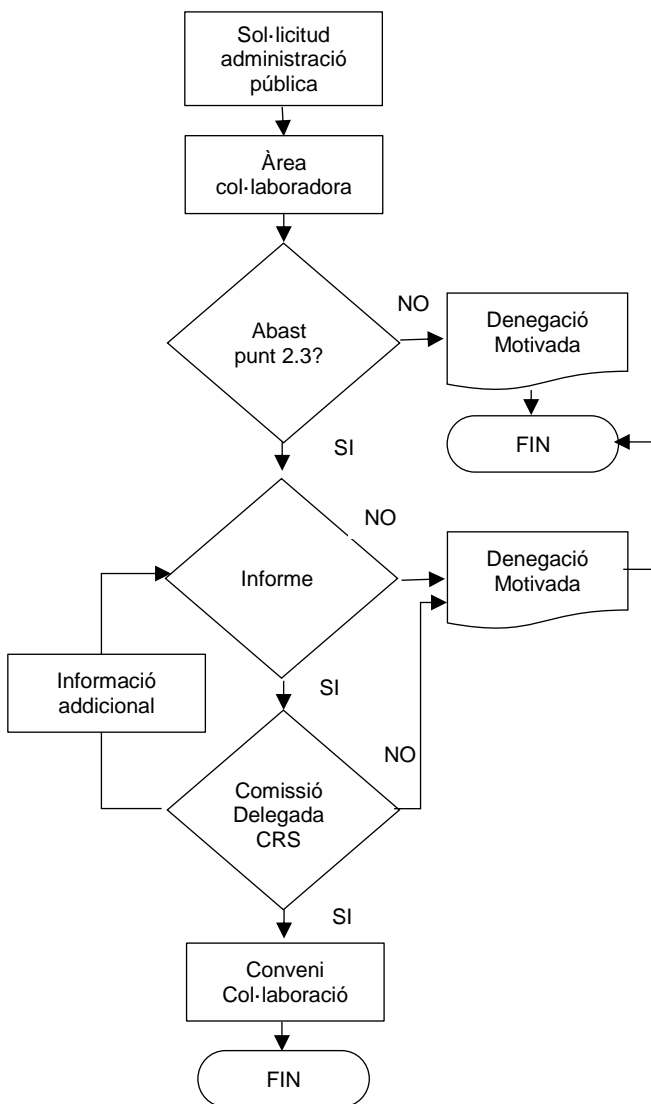 Sol·licitud
administració
pública
Àrea
col·laboradora
Abast
punt 2.3?
NO
Denegació
Motivada
FIN
SI
Informe
NO
Denegació
Motivada
Informació
addicional
SI
NO
Comissió
Delegada
CRS
SI
Conveni
Col·laboració
FIN